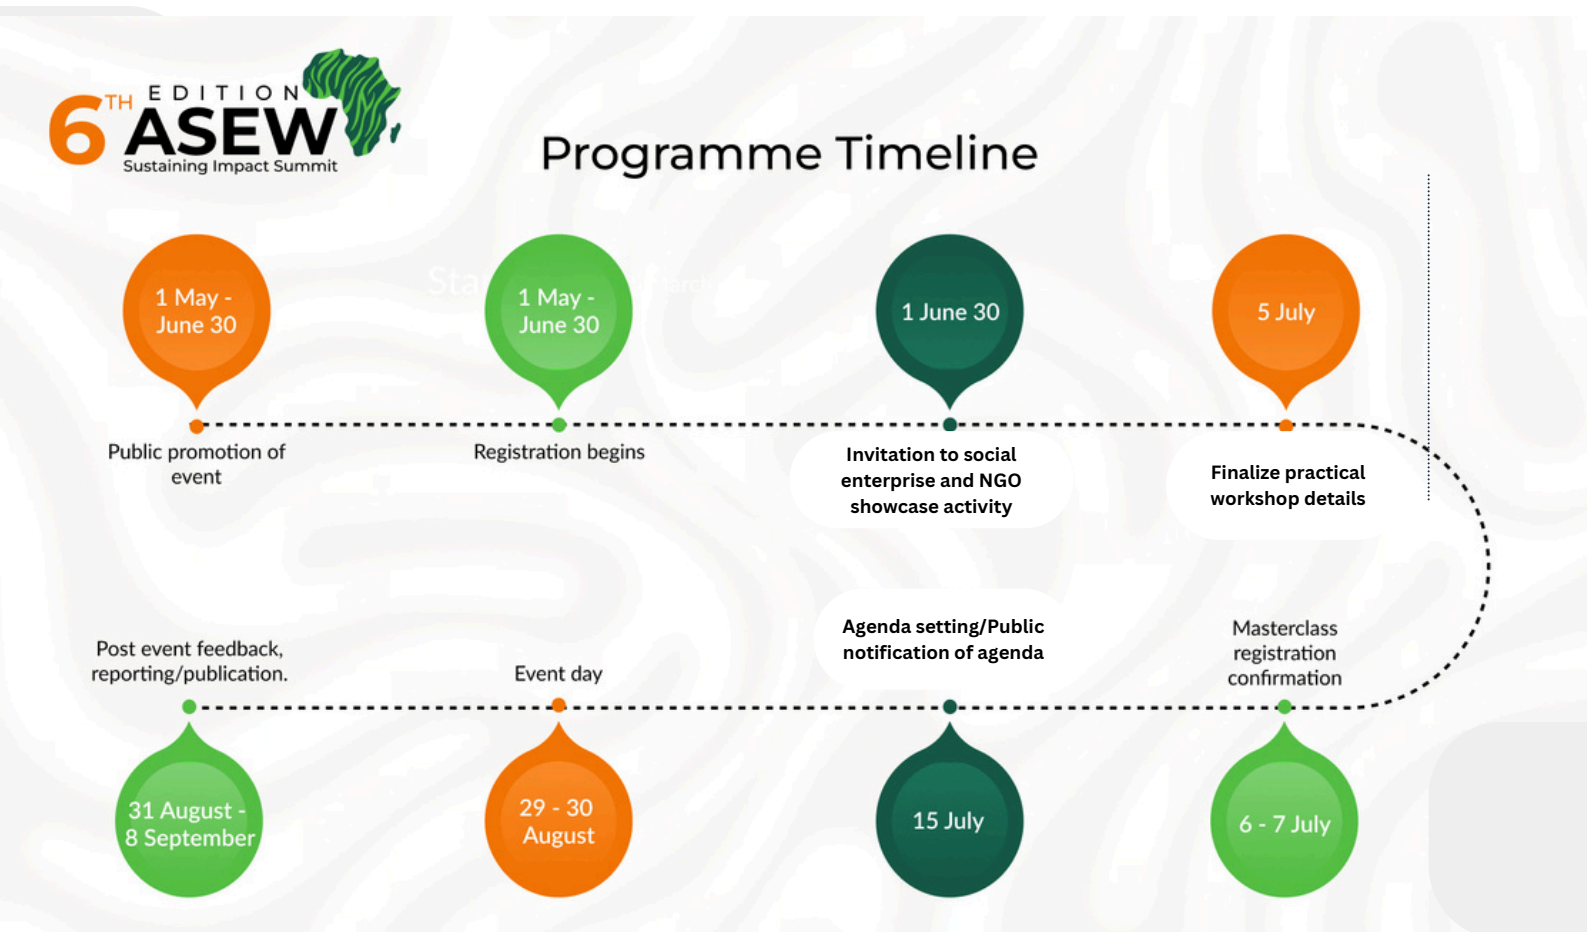 6TH EDITION
ASEW
Sustaining Impact Summit
Programme Timeline
1 May -
June 30
Public promotion of
event
1 May -
June 30
Registration begins
1 June 30
Invitation to social
enterprise and NGO
showcase activity
5 July
Finalize practical
workshop details
Masterclass
registration
confirmation
6 - 7 July
Agenda setting/Public
notification of agenda
15 July
Event day
29 - 30
August
Post event feedback,
reporting/publication.
31 August -
8 September